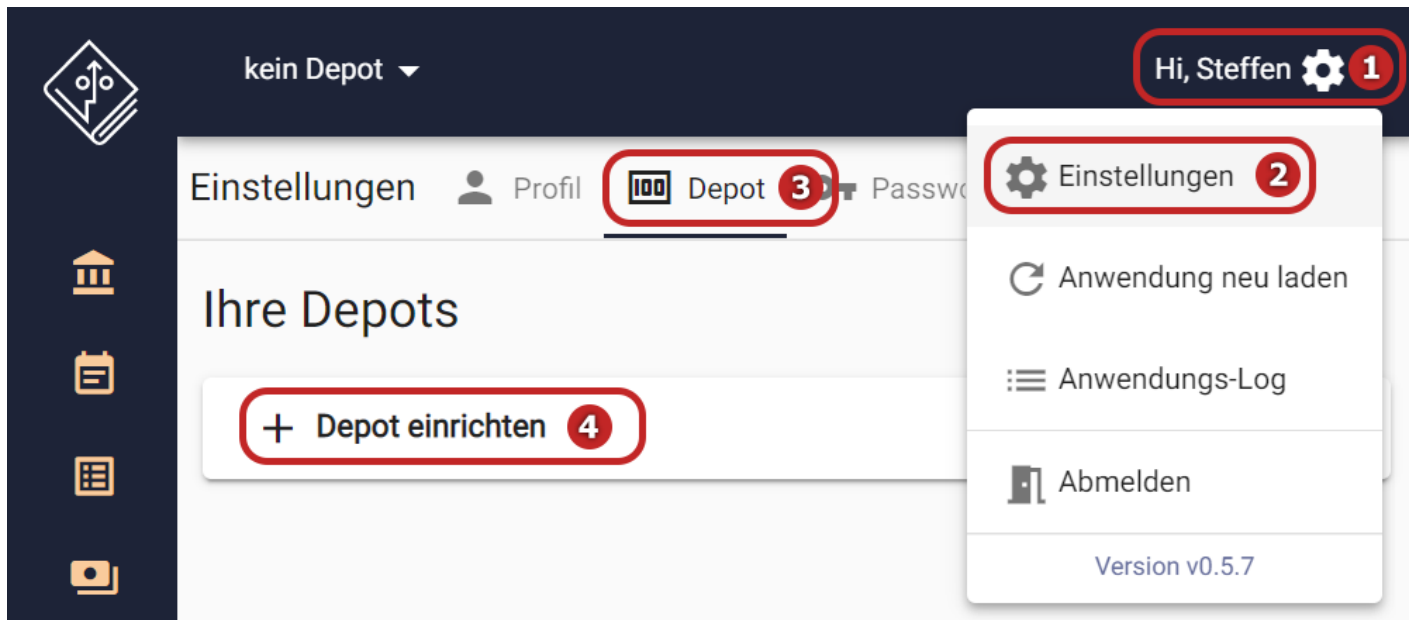 kein Depot
Hi, Steffen 1
Einstellungen Profil Depot 3 Passwo
Einstellungen 2
Anwendung neu laden
Anwendungs-Log
Abmelden
Version v0.5.7
Ihre Depots
+ Depot einrichten 4